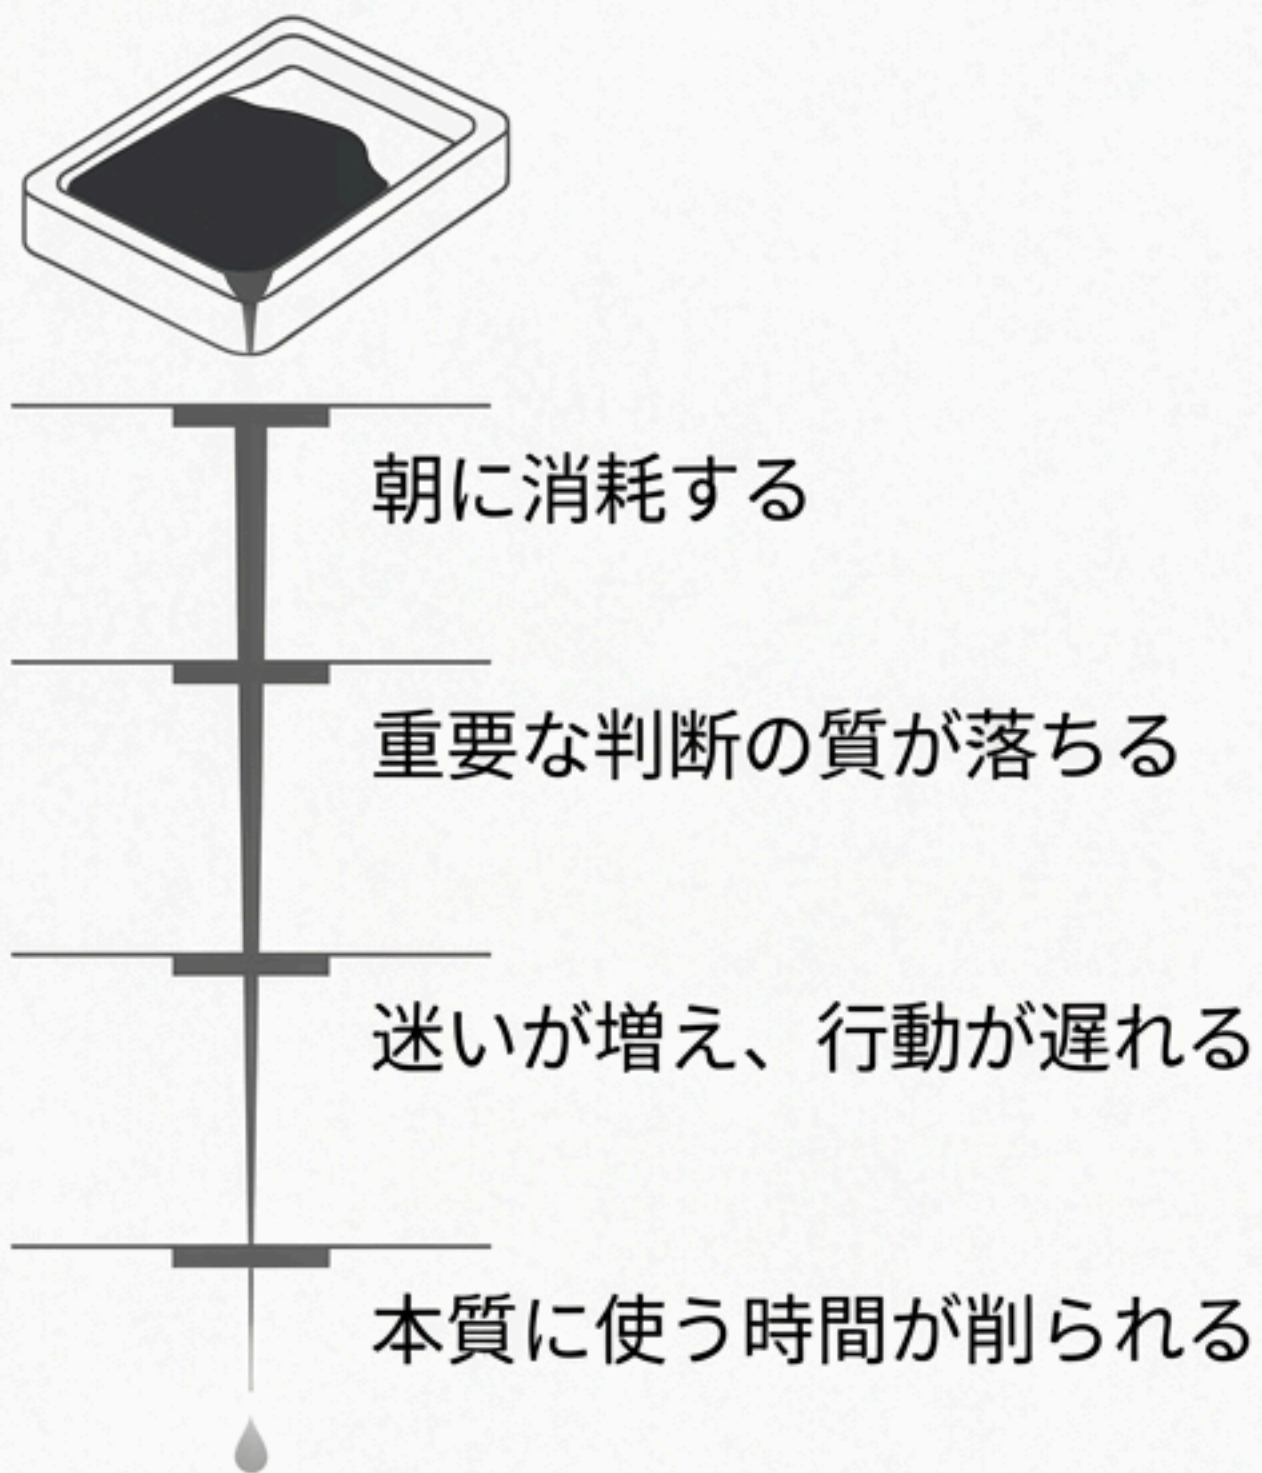 朝に消耗する
重要な判断の質が落ちる
迷いが増え、行動が遅れる
本質に使う時間が削られる